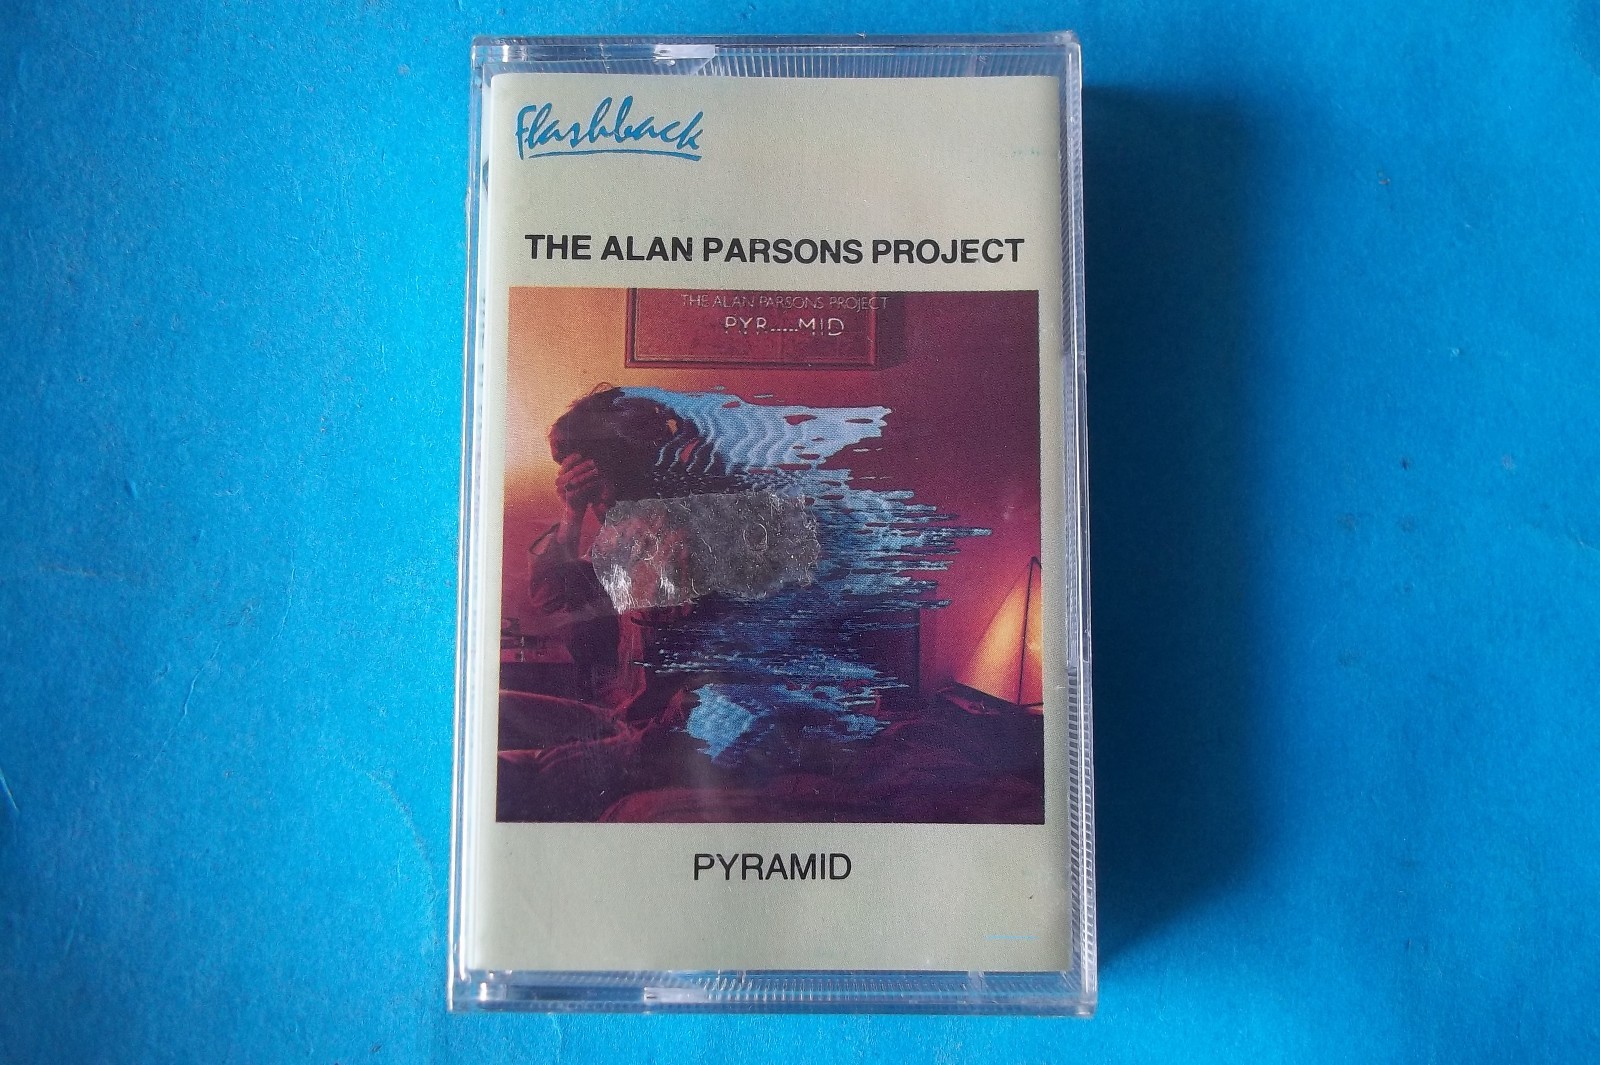 flashback
THE ALAN PARSONS PROJECT
THE ALAN PARSONS PROJECT
PYR.....MID
PYRAMID